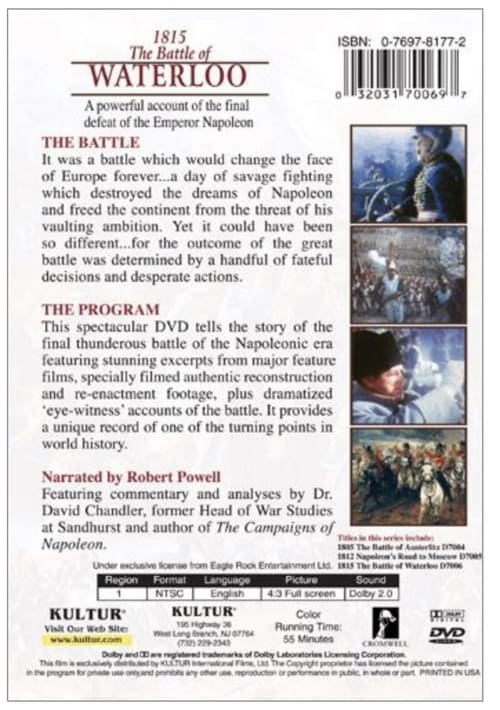 1815
The Battle of
WATERLOO
A powerful account of the final
defeat of the Emperor Napoleon
ISBN: 0-7697-8177-2
0 32031 70069 7
THE BATTLE
It was a battle which would change the face
of Europe forever...a day of savage fighting
which destroyed the dreams of Napoleon
and freed the continent from the threat of his
vaulting ambition. Yet it could have been
so different...for the outcome of the great
battle was determined by a handful of fateful
decisions and desperate actions.
THE PROGRAM
This spectacular DVD tells the story of the
final thunderous battle of the Napoleonic era
featuring stunning excerpts from major feature
films, specially filmed authentic reconstruction
and re-enactment footage, plus dramatized
'eye-witness' accounts of the battle. It provides
a unique record of one of the turning points in
world history.
Narrated by Robert Powell
Featuring commentary and analyses by Dr.
David Chandler, former Head of War Studies
at Sandhurst and author of The Campaigns of
Napoleon.
Titles in this series include:
1805 The Battle of Austerlitz D7004
1812 Napoleon's Road to Moscow D7005
1815 The Battle of Waterloo D7006
Under exclusive license from Eagle Rock Entertainment Ltd.
Region Format Language Picture Sound
1 NTSC English 4:3 Full screen Dolby 2.0
KULTUR
Visit Our Web Site:
www.kultur.com
KULTUR
195 Highway 36
West Long Branch, NJ 07764
(732) 229-2343
Color
Running Time:
55 Minutes
CROMWELL
DOLBY
DIGITAL
DVD
VIDEO
Dolby and are registered trademarks of Dolby Laboratories Licensing Corporation.
This film is exclusively distributed by KULTUR International Films, Ltd. The Copyright proprietor has licensed the picture contained
in the program for private use only,and prohibits any other use, reproduction or performance in public, in whole or part. PRINTED IN USA